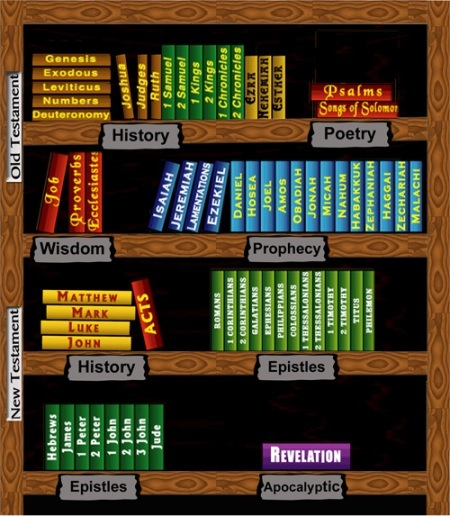 Old Testament
Genesis
Exodous
Leviticus
Numbers
Deuteronomy
Joshua
Judges
Ruth
1 Samuel
2 Samuel
1 Kings
2 Kings
1 Chronicles
2 Chronicles
EZRA
NEHEMIAH
ESTHER
Psalms
Songs of Solomon
History
Poetry
Job
Proverbs
Ecclesiastes
ISAIAH
JEREMIAH
LAMENTATIONS
EZEKIEL
DANIEL
HOSEA
JOEL
AMOS
OBADIAH
JONAH
MICAH
NAHUM
HABAKKUK
ZEPHANIAH
HAGGAI
ZECHARIAH
MALACHI
Wisdom
Prophecy
New Testament
MATTHEW
MARK
LUKE
JOHN
ACTS
ROMANS
1 CORINTHIANS
2 CORINTHIANS
GALATIANS
EPHESIANS
PHILIPPIANS
COLOSSIANS
1 THESSALONIANS
2 THESSALONIANS
1 TIMOTHY
2 TIMOTHY
TITUS
PHILEMON
History
Epistles
Hebrews
James
1 Peter
2 Peter
1 John
2 John
3 John
Jude
REVELATION
Epistles
Apocalyptic